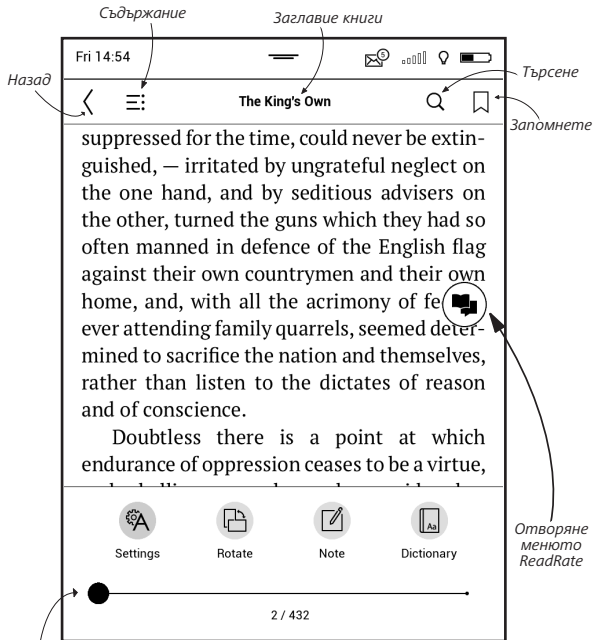 Съдържание
Заглавие книги
Назад
Търсене
Запомнете
Fri 14:54
5
The King's Own
suppressed for the time, could never be extin-
guished, — irritated by ungrateful neglect on
the one hand, and by seditious advisers on
the other, turned the guns which they had so
often manned in defence of the English flag
against their own countrymen and their own
home, and, with all the acrimony of
ever attending family quarrels, seemed deter-
mined to sacrifice the nation and themselves,
rather than listen to the dictates of reason
and of conscience.
Doubtless there is a point at which
endurance of oppression ceases to be a virtue,
Отворяне
менюто
ReadRate
Settings
Rotate
Note
Aa
Dictionary
2 / 432